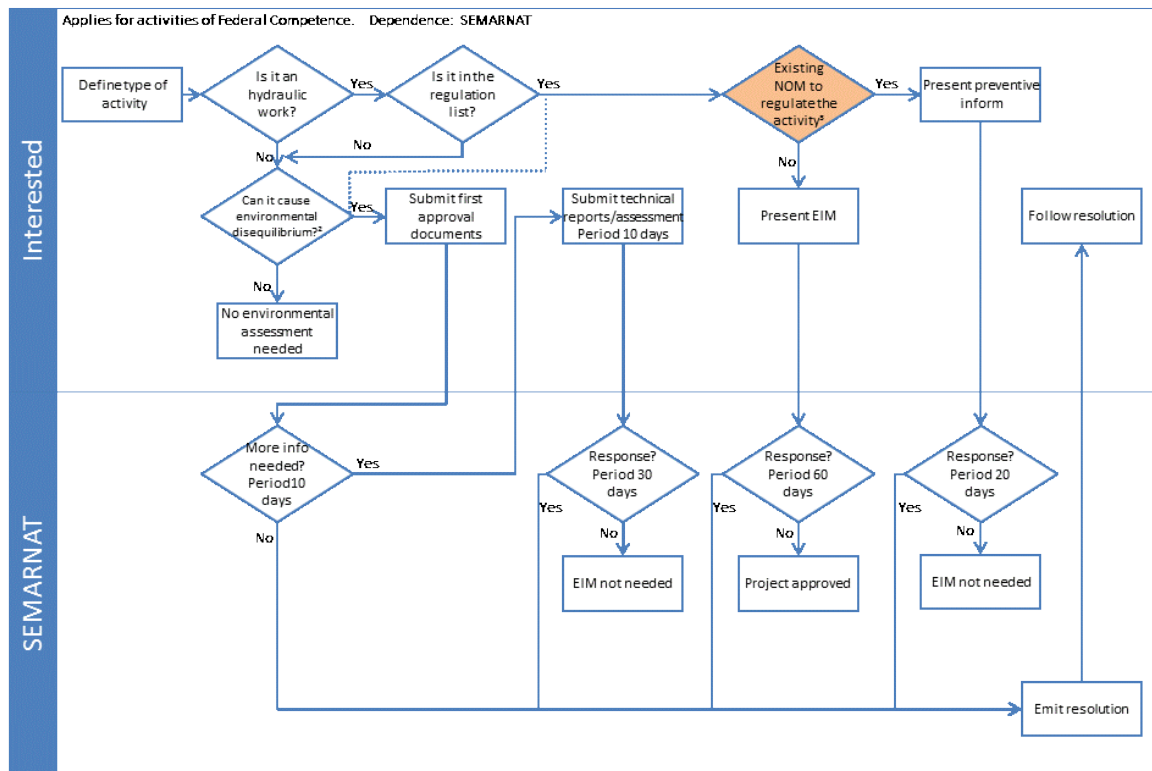 Applies for activities of Federal Competence. Dependence: SEMARNAT
Interested
Define type of
activity
Is it an
hydraulic
work?
Yes
No
Is it in the
regulation
list?
Yes
No
Existing
NOM to
regulate the
activity³
Yes
No
Present preventive
inform
Can it cause
environmental
disequilibrium?²
Yes
No
Submit first
approval
documents
Submit technical
reports/assessment
Period 10 days
Present EIM
Follow resolution
No environmental
assessment
needed
SEMARNAT
More info
needed?
Period10
days
Yes
No
Response?
Period 30
days
Yes
No
Response?
Period 60
days
Yes
No
Response?
Period 20
days
Yes
No
EIM not needed
Project approved
EIM not needed
Emit resolution